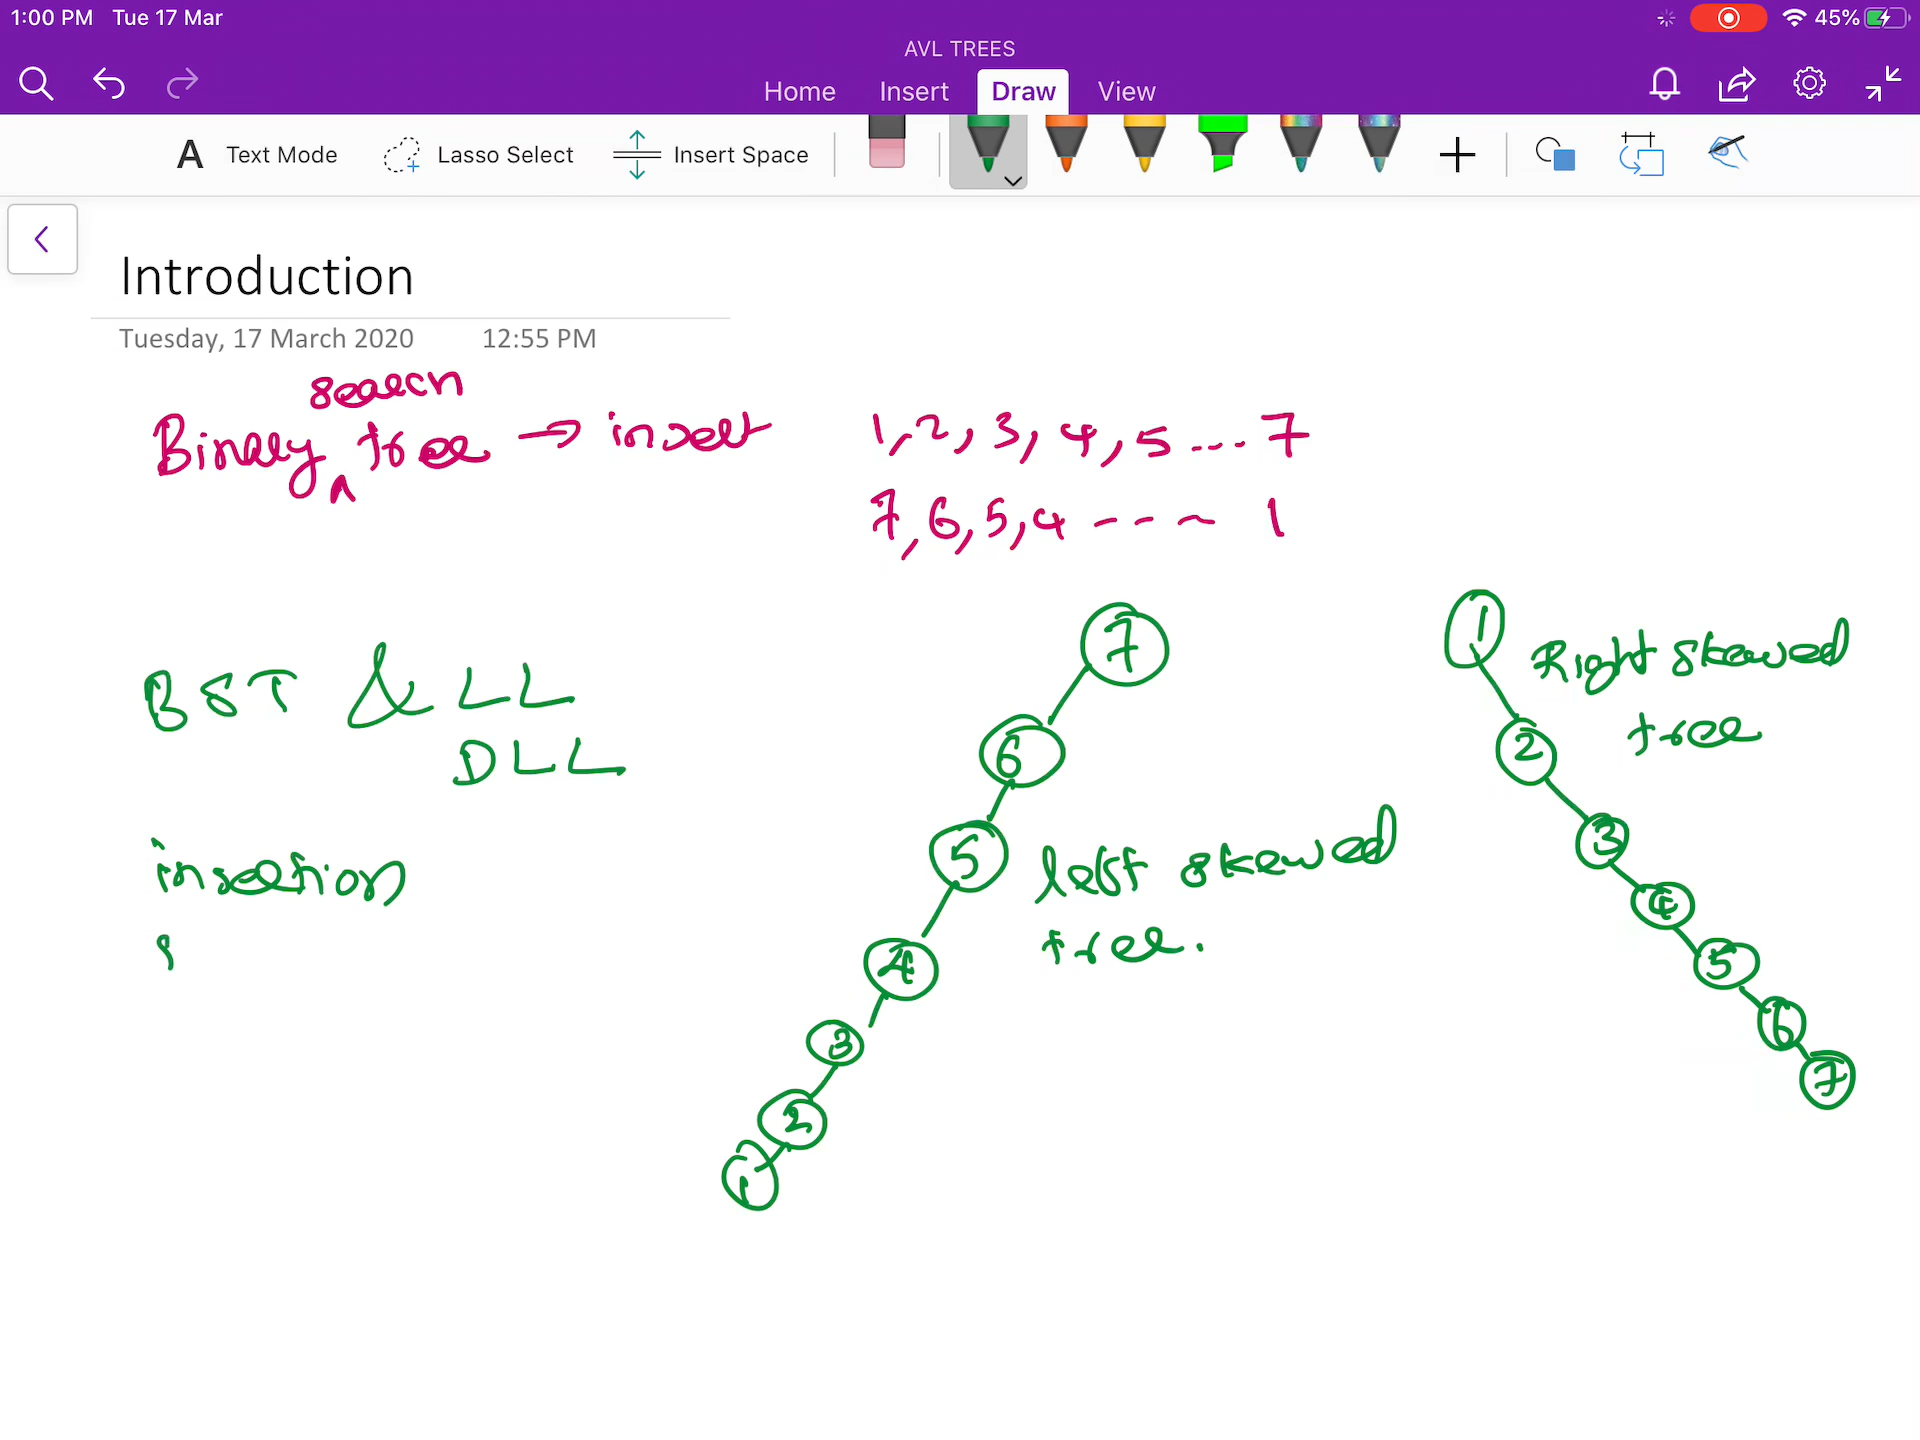 1:00 PM Tue 17 Mar
45%
AVL TREES
Home Insert Draw View
A Text Mode Lasso Select Insert Space
Introduction
Tuesday, 17 March 2020 12:55 PM
search
Binary tree → insert 1, 2, 3, 4, 5 ... 7
7, 6, 5, 4 - - - ~ 1
BST & LL
DLL
insertion
7
6
5
4
3
2
1
left skewed
tree.
1
2
3
4
5
6
7
Right skewed
tree